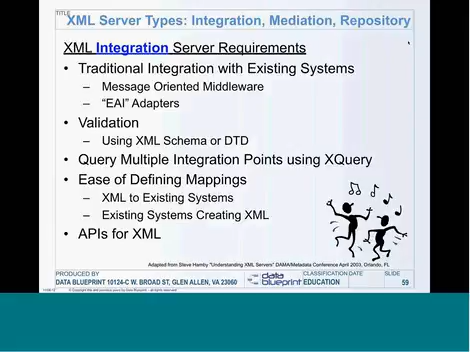 TITLE
XML Server Types: Integration, Mediation, Repository
XML Integration Server Requirements
• Traditional Integration with Existing Systems
– Message Oriented Middleware
– “EAI” Adapters
• Validation
– Using XML Schema or DTD
• Query Multiple Integration Points using XQuery
• Ease of Defining Mappings
– XML to Existing Systems
– Existing Systems Creating XML
• APIs for XML
Adapted from Steve Hamby "Understanding XML Servers" DAMA/Metadata Conference April 2003, Orlando, FL
PRODUCED BY
DATA BLUEPRINT 10124-C W. BROAD ST, GLEN ALLEN, VA 23060
data blueprint
CLASSIFICATION DATE SLIDE
EDUCATION 59